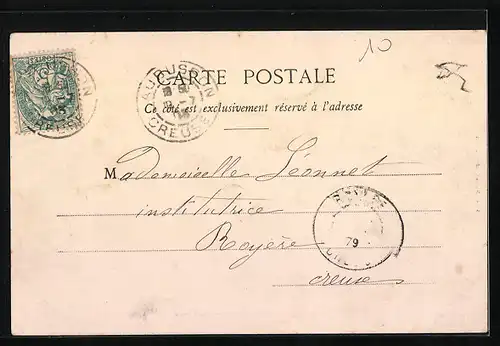 10
CARTE POSTALE
Ce côté est exclusivement réservé à l'adresse
AUBUSSON
CREUSE
Mademoiselle Léonnet
institutrice
Royère
creuse
79